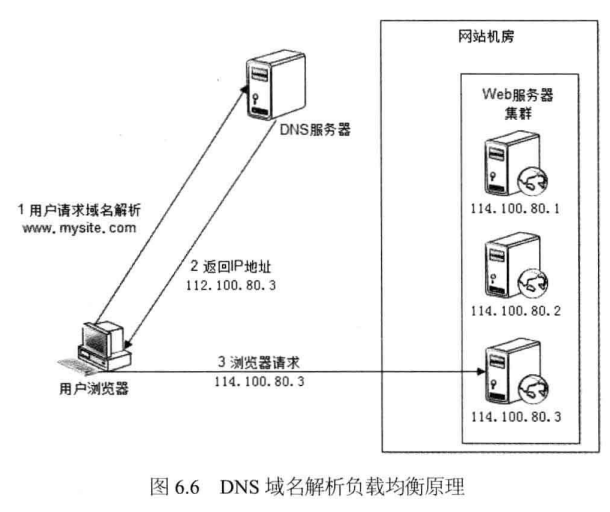 网站机房
Web服务器
集群
DNS服务器
114.100.80.1
1 用户请求域名解析
www.mysite.com
2 返回IP地址
112.100.80.3
114.100.80.2
3 浏览器请求
114.100.80.3
用户浏览器
114.100.80.3
图 6.6 DNS 域名解析负载均衡原理